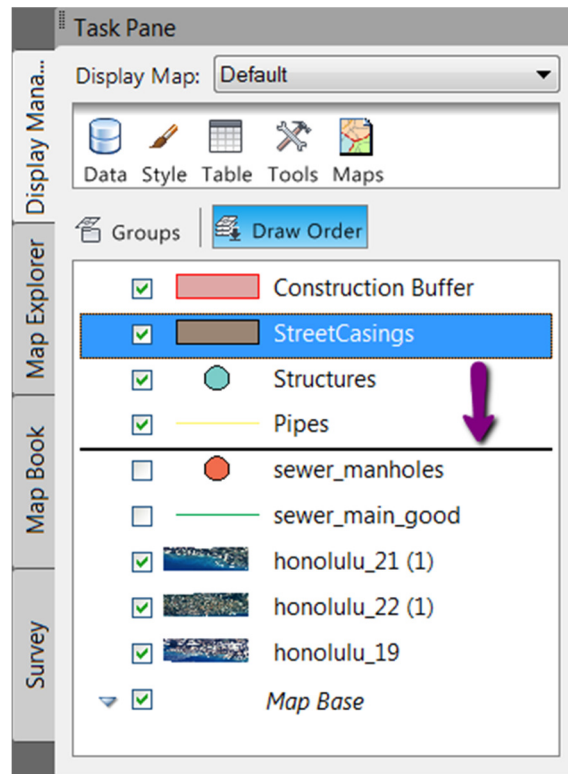 Task Pane
Display Map: Default
Data Style Table Tools Maps
Groups Draw Order
Construction Buffer
StreetCasings
Structures
Pipes
sewer_manholes
sewer_main_good
honolulu_21 (1)
honolulu_22 (1)
honolulu_19
Map Base
Display Mana...
Map Explorer
Map Book
Survey